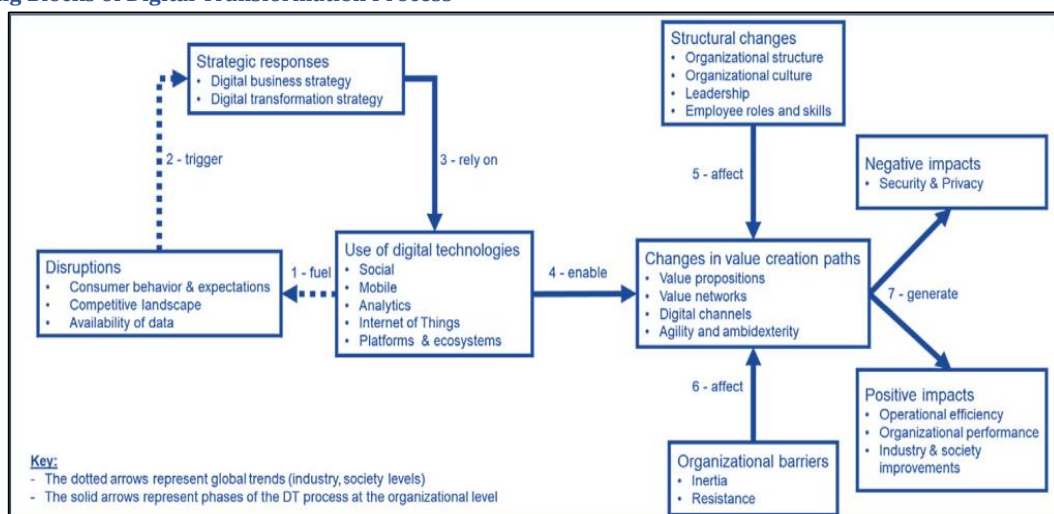 Strategic responses
• Digital business strategy
• Digital transformation strategy
Structural changes
• Organizational structure
• Organizational culture
• Leadership
• Employee roles and skills
2 - trigger
3 - rely on
5 - affect
Negative impacts
• Security & Privacy
Disruptions
• Consumer behavior & expectations
• Competitive landscape
• Availability of data
1 - fuel
Use of digital technologies
• Social
• Mobile
• Analytics
• Internet of Things
• Platforms & ecosystems
4 - enable
Changes in value creation paths
• Value propositions
• Value networks
• Digital channels
• Agility and ambidexterity
7 - generate
6 - affect
Positive impacts
• Operational efficiency
• Organizational performance
• Industry & society
improvements
Organizational barriers
• Inertia
• Resistance
Key:
- The dotted arrows represent global trends (industry, society levels)
- The solid arrows represent phases of the DT process at the organizational level